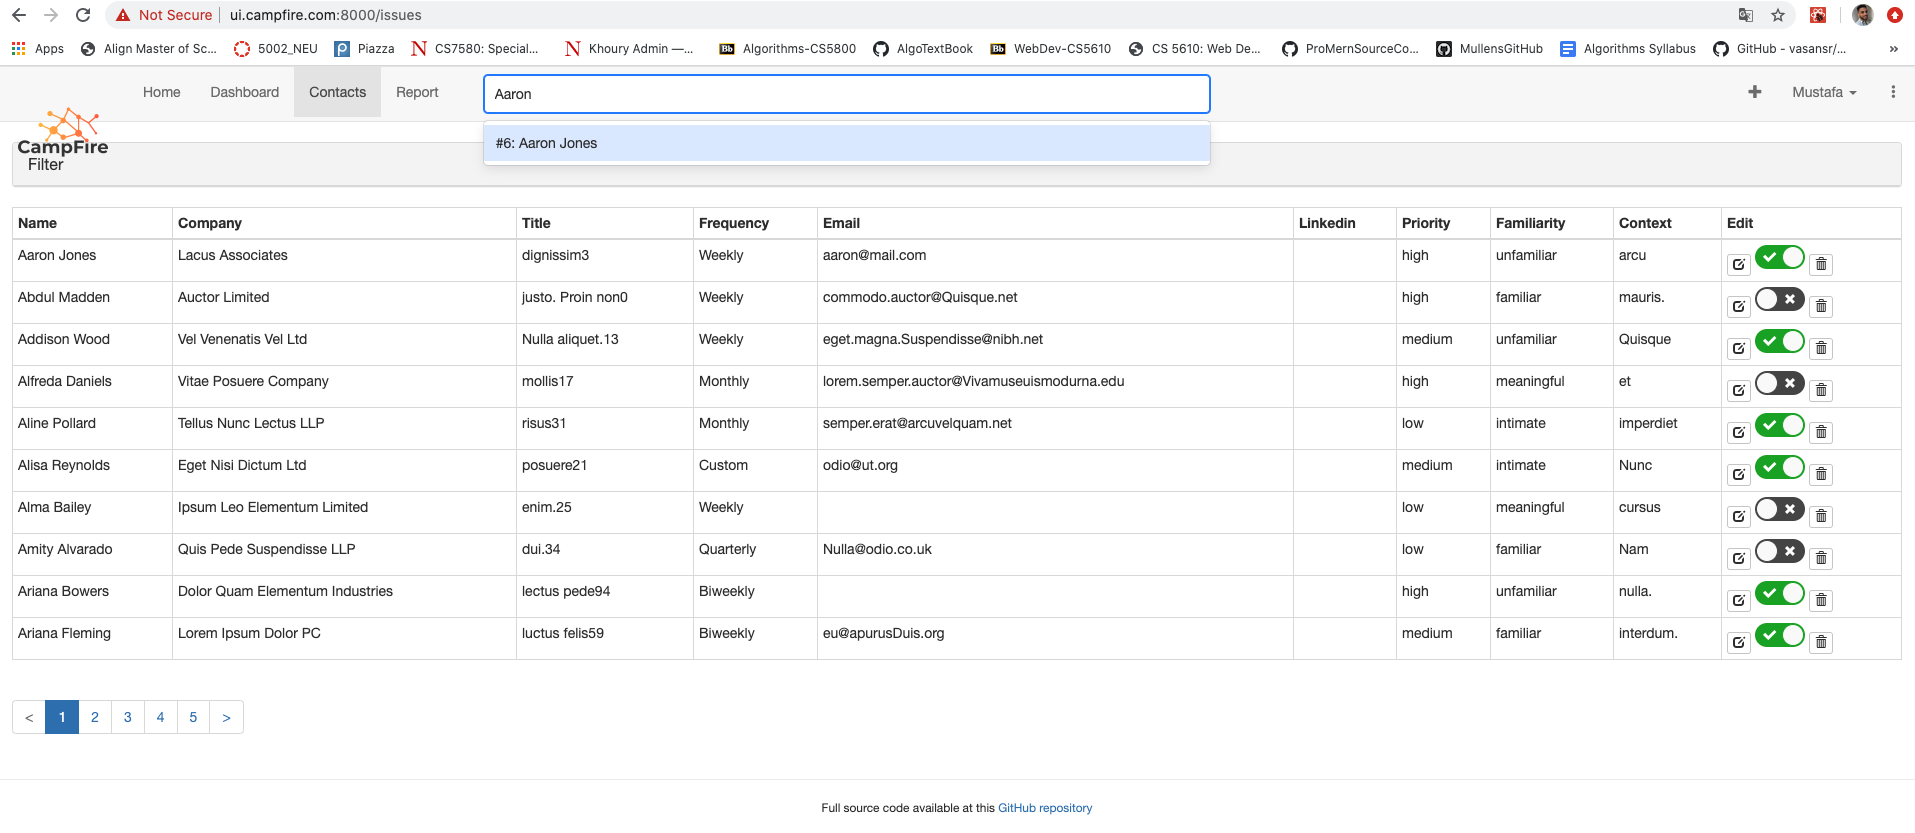 Not Secure | ui.campfire.com:8000/issues
Apps Align Master of Sc... 5002_NEU Piazza CS7580: Special... Khoury Admin —... Algorithms-CS5800 AlgoTextBook WebDev-CS5610 CS 5610: Web De... ProMernSourceCo... MullensGitHub Algorithms Syllabus GitHub - vasansr/... »
Home Dashboard Contacts Report Aaron Mustafa
CampFire
#6: Aaron Jones
Filter
Name Company Title Frequency Email Linkedin Priority Familiarity Context Edit
Aaron Jones Lacus Associates dignissim3 Weekly aaron@mail.com high unfamiliar arcu
Abdul Madden Auctor Limited justo. Proin non0 Weekly commodo.auctor@Quisque.net high familiar mauris.
Addison Wood Vel Venenatis Vel Ltd Nulla aliquet.13 Weekly eget.magna.Suspendisse@nibh.net medium unfamiliar Quisque
Alfreda Daniels Vitae Posuere Company mollis17 Monthly lorem.semper.auctor@Vivamuseuismodurna.edu high meaningful et
Aline Pollard Tellus Nunc Lectus LLP risus31 Monthly semper.erat@arcuvelquam.net low intimate imperdiet
Alisa Reynolds Eget Nisi Dictum Ltd posuere21 Custom odio@ut.org medium intimate Nunc
Alma Bailey Ipsum Leo Elementum Limited enim.25 Weekly low meaningful cursus
Amity Alvarado Quis Pede Suspendisse LLP dui.34 Quarterly Nulla@odio.co.uk low familiar Nam
Ariana Bowers Dolor Quam Elementum Industries lectus pede94 Biweekly high unfamiliar nulla.
Ariana Fleming Lorem Ipsum Dolor PC luctus felis59 Biweekly eu@apurusDuis.org medium familiar interdum.
< 1 2 3 4 5 >
Full source code available at this GitHub repository